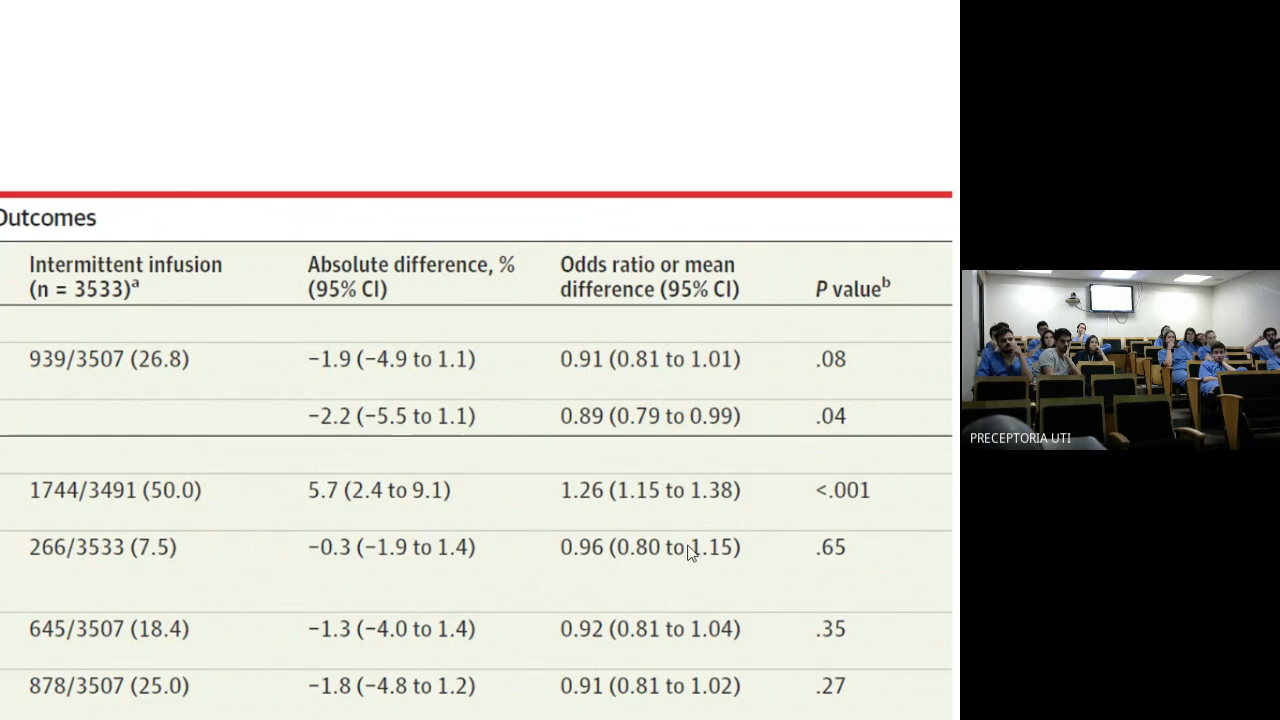 Outcomes
Intermittent infusion (n = 3533)a
Absolute difference, % (95% CI)
Odds ratio or mean difference (95% CI)
P valueb
939/3507 (26.8) −1.9 (−4.9 to 1.1) 0.91 (0.81 to 1.01) .08
−2.2 (−5.5 to 1.1) 0.89 (0.79 to 0.99) .04
1744/3491 (50.0) 5.7 (2.4 to 9.1) 1.26 (1.15 to 1.38) <.001
266/3533 (7.5) −0.3 (−1.9 to 1.4) 0.96 (0.80 to 1.15) .65
645/3507 (18.4) −1.3 (−4.0 to 1.4) 0.92 (0.81 to 1.04) .35
878/3507 (25.0) −1.8 (−4.8 to 1.2) 0.91 (0.81 to 1.02) .27
PRECEPTORIA UTI